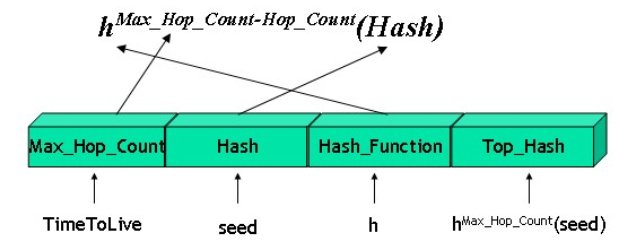 h^Max_Hop_Count-Hop_Count(Hash)
Max_Hop_Count Hash Hash_Function Top_Hash
TimeToLive seed h h^Max_Hop_Count(seed)